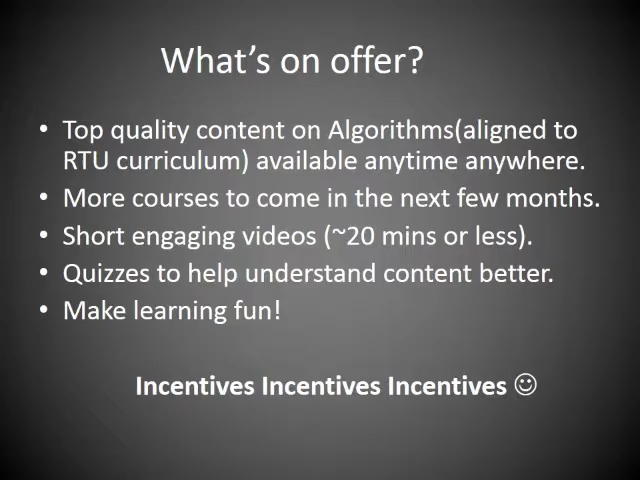 What's on offer?
• Top quality content on Algorithms(aligned to
RTU curriculum) available anytime anywhere.
• More courses to come in the next few months.
• Short engaging videos (~20 mins or less).
• Quizzes to help understand content better.
• Make learning fun!
Incentives Incentives Incentives ☺